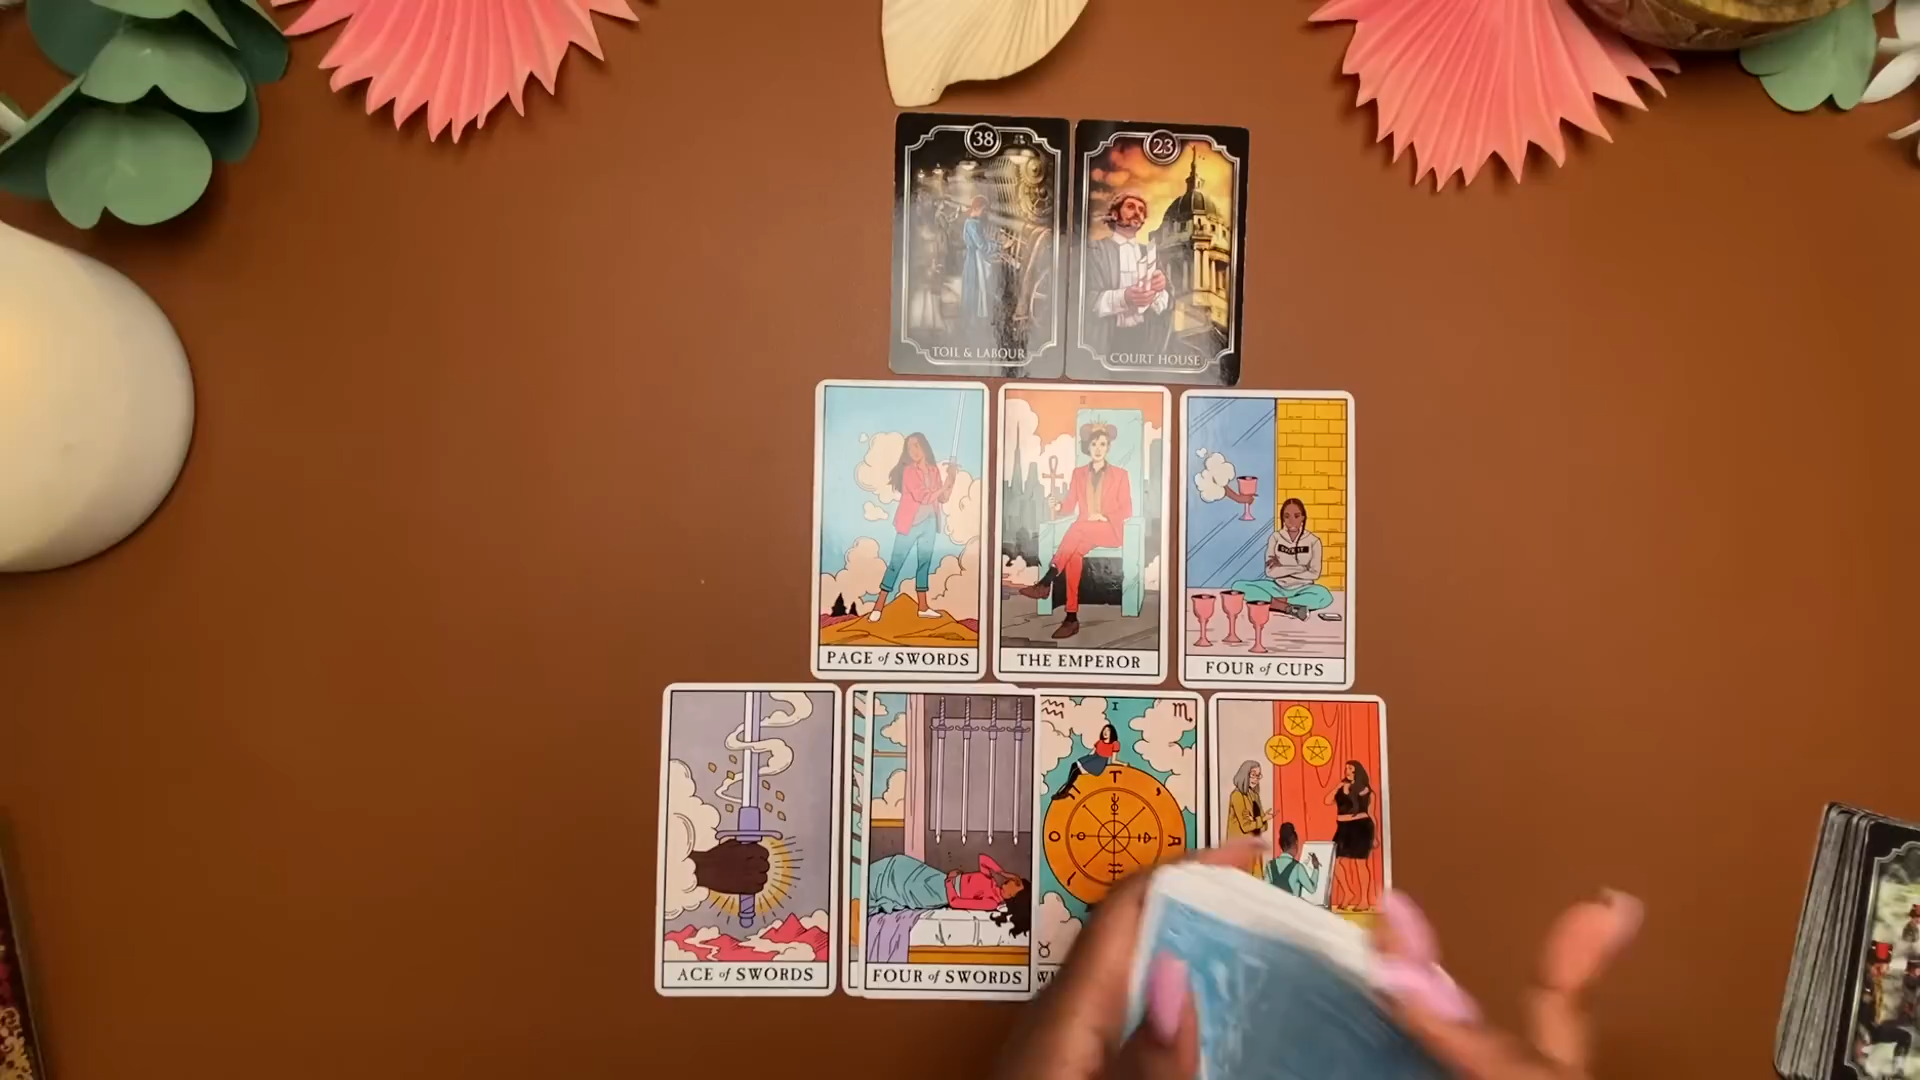 38
23
TOIL & LABOUR
COURT HOUSE
PAGE of SWORDS
THE EMPEROR
FOUR of CUPS
I
T
A
O
ACE of SWORDS
FOUR of SWORDS